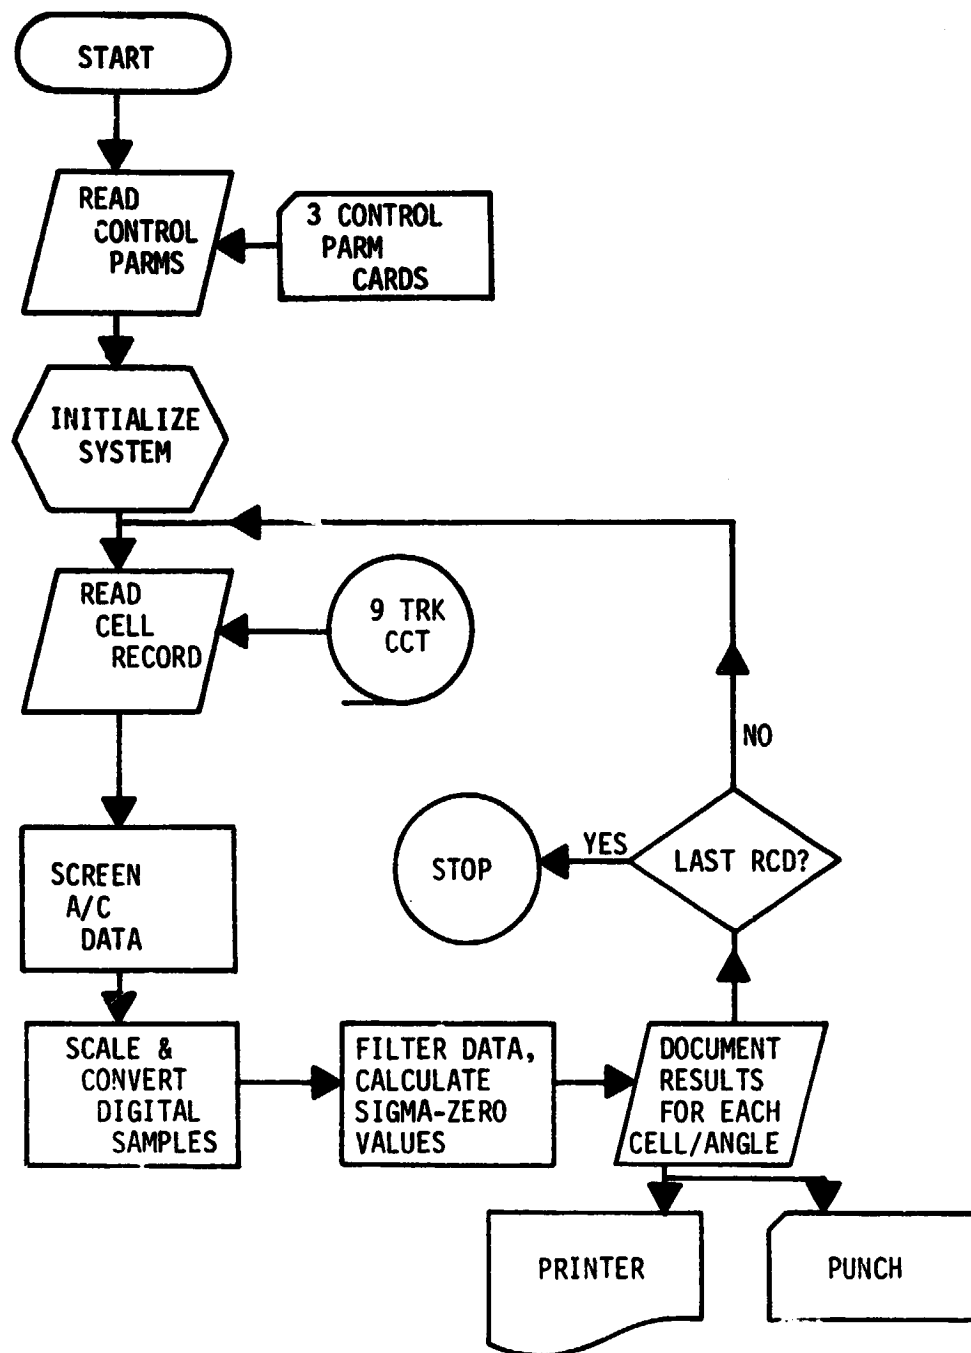 START
READ
CONTROL
PARMS
3 CONTROL
PARM
CARDS
INITIALIZE
SYSTEM
READ
CELL
RECORD
9 TRK
CCT
NO
YES
STOP
LAST RCD?
SCREEN
A/C
DATA
SCALE &
CONVERT
DIGITAL
SAMPLES
FILTER DATA,
CALCULATE
SIGMA-ZERO
VALUES
DOCUMENT
RESULTS
FOR EACH
CELL/ANGLE
PRINTER
PUNCH